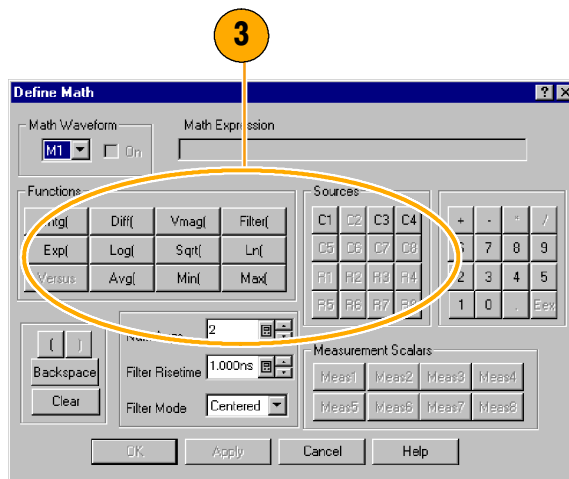 3
Define Math
Math Waveform Math Expression
M1 On
Functions Sources
Intg( Diff( Vmag( Filter( C1 C2 C3 C4 + - * /
Exp( Log( Sqrt( Ln( C5 C6 C7 C8 6 7 8 9
Versus Avg( Min( Max( R1 R2 R3 R4 2 3 4 5
R5 R6 R7 R8 1 0 . Eex
( ) 2
Backspace Filter Risetime 1.000ns Measurement Scalars
Meas1 Meas2 Meas3 Meas4
Clear Filter Mode Centered Meas5 Meas6 Meas7 Meas8
OK Apply Cancel Help